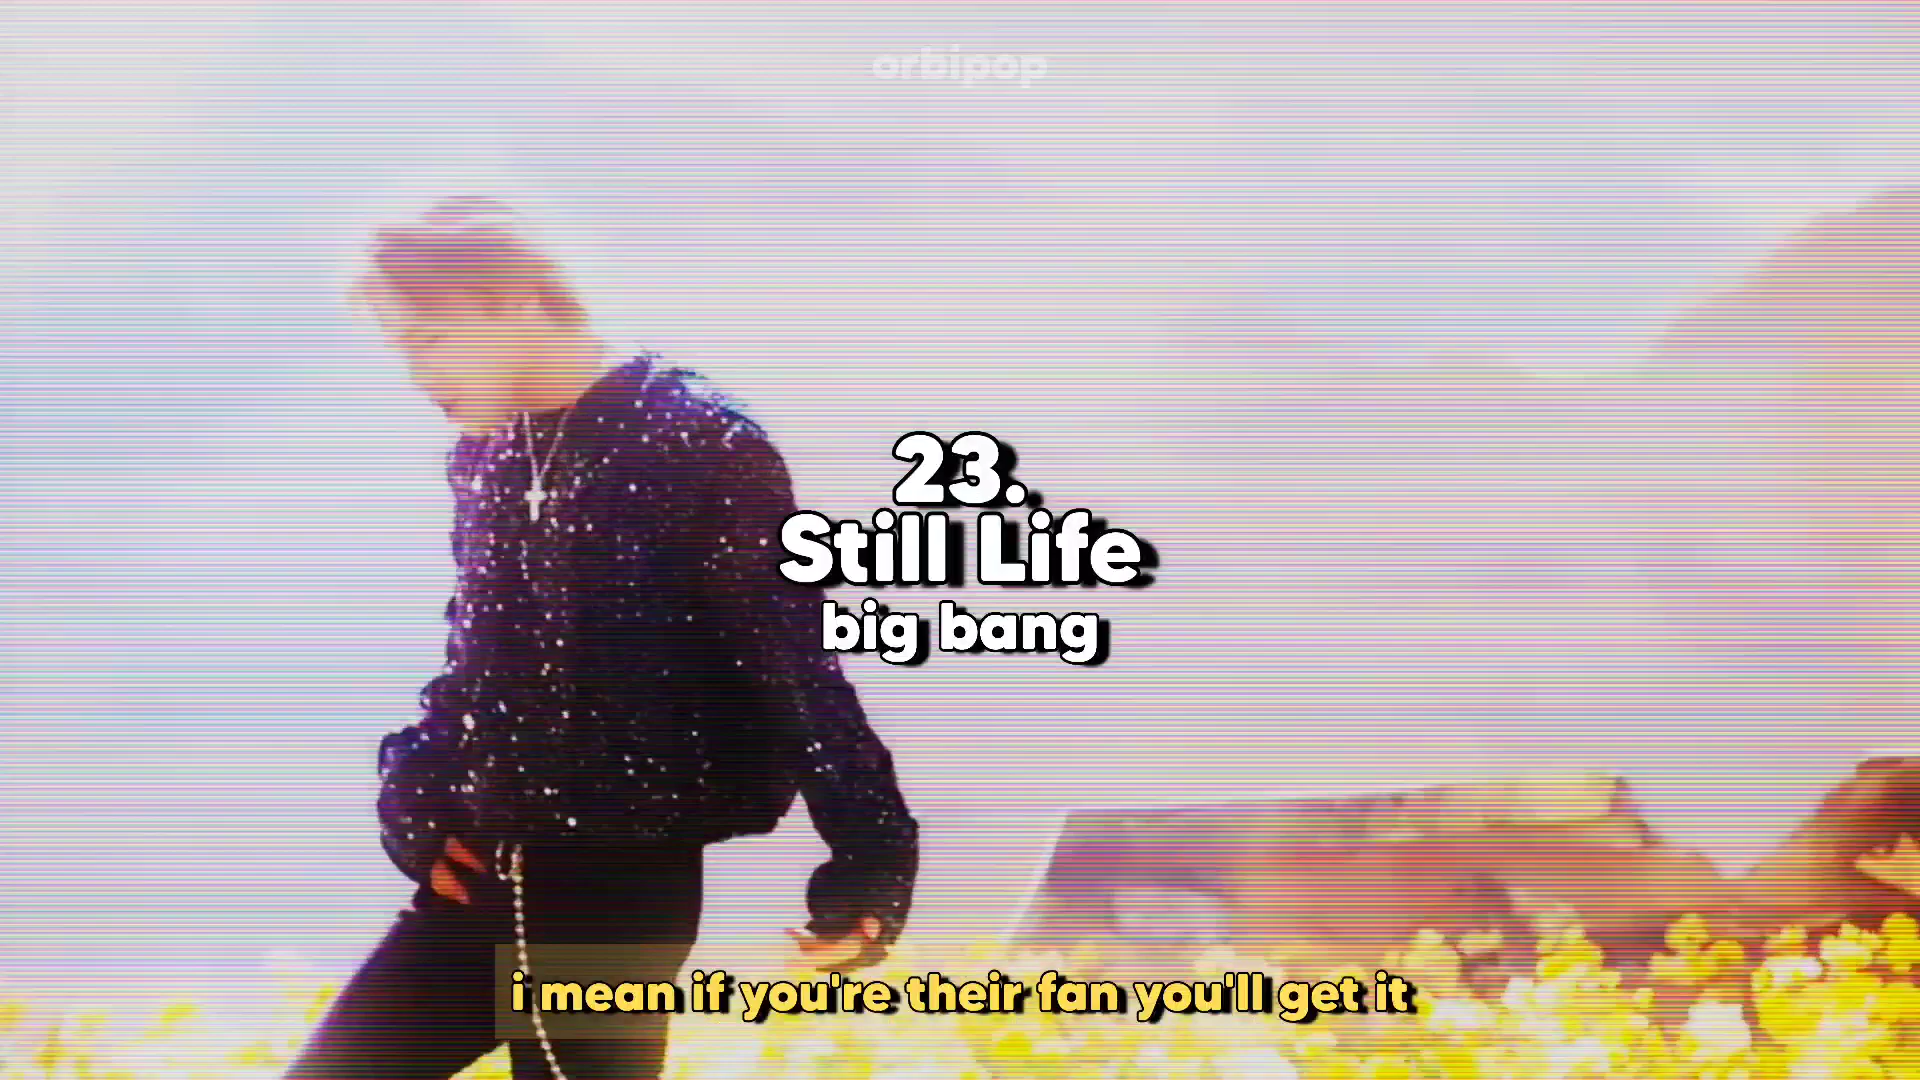 orbipop
23.
Still Life
big bang
i mean if you're their fan you'll get it